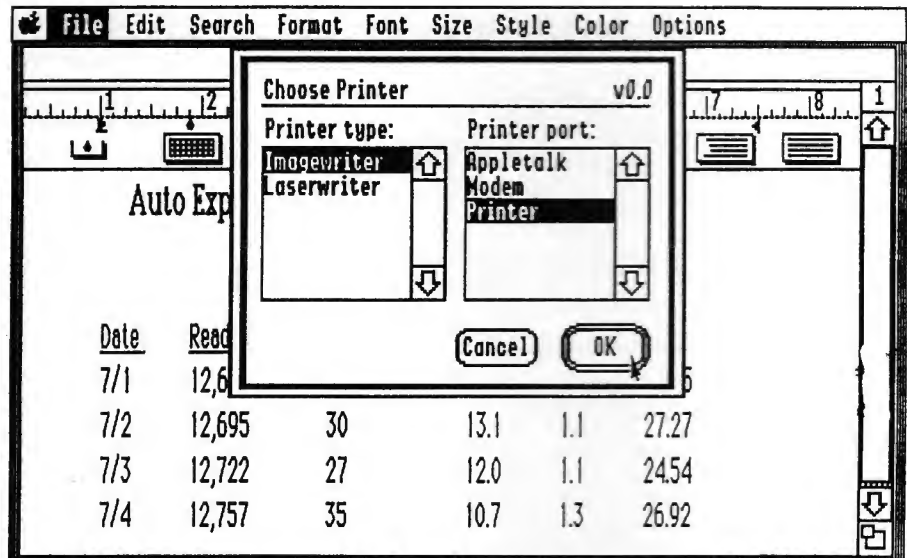 File Edit Search Format Font Size Style Color Options
Choose Printer v0.0
1 2 7 8 1
Printer type: Printer port:
Imagewriter Appletalk
Laserwriter Modem
Printer
Auto Exp
Cancel OK
Date Read
7/1 12,6
7/2 12,695 30 13.1 1.1 27.27
7/3 12,722 27 12.0 1.1 24.54
7/4 12,757 35 10.7 1.3 26.92